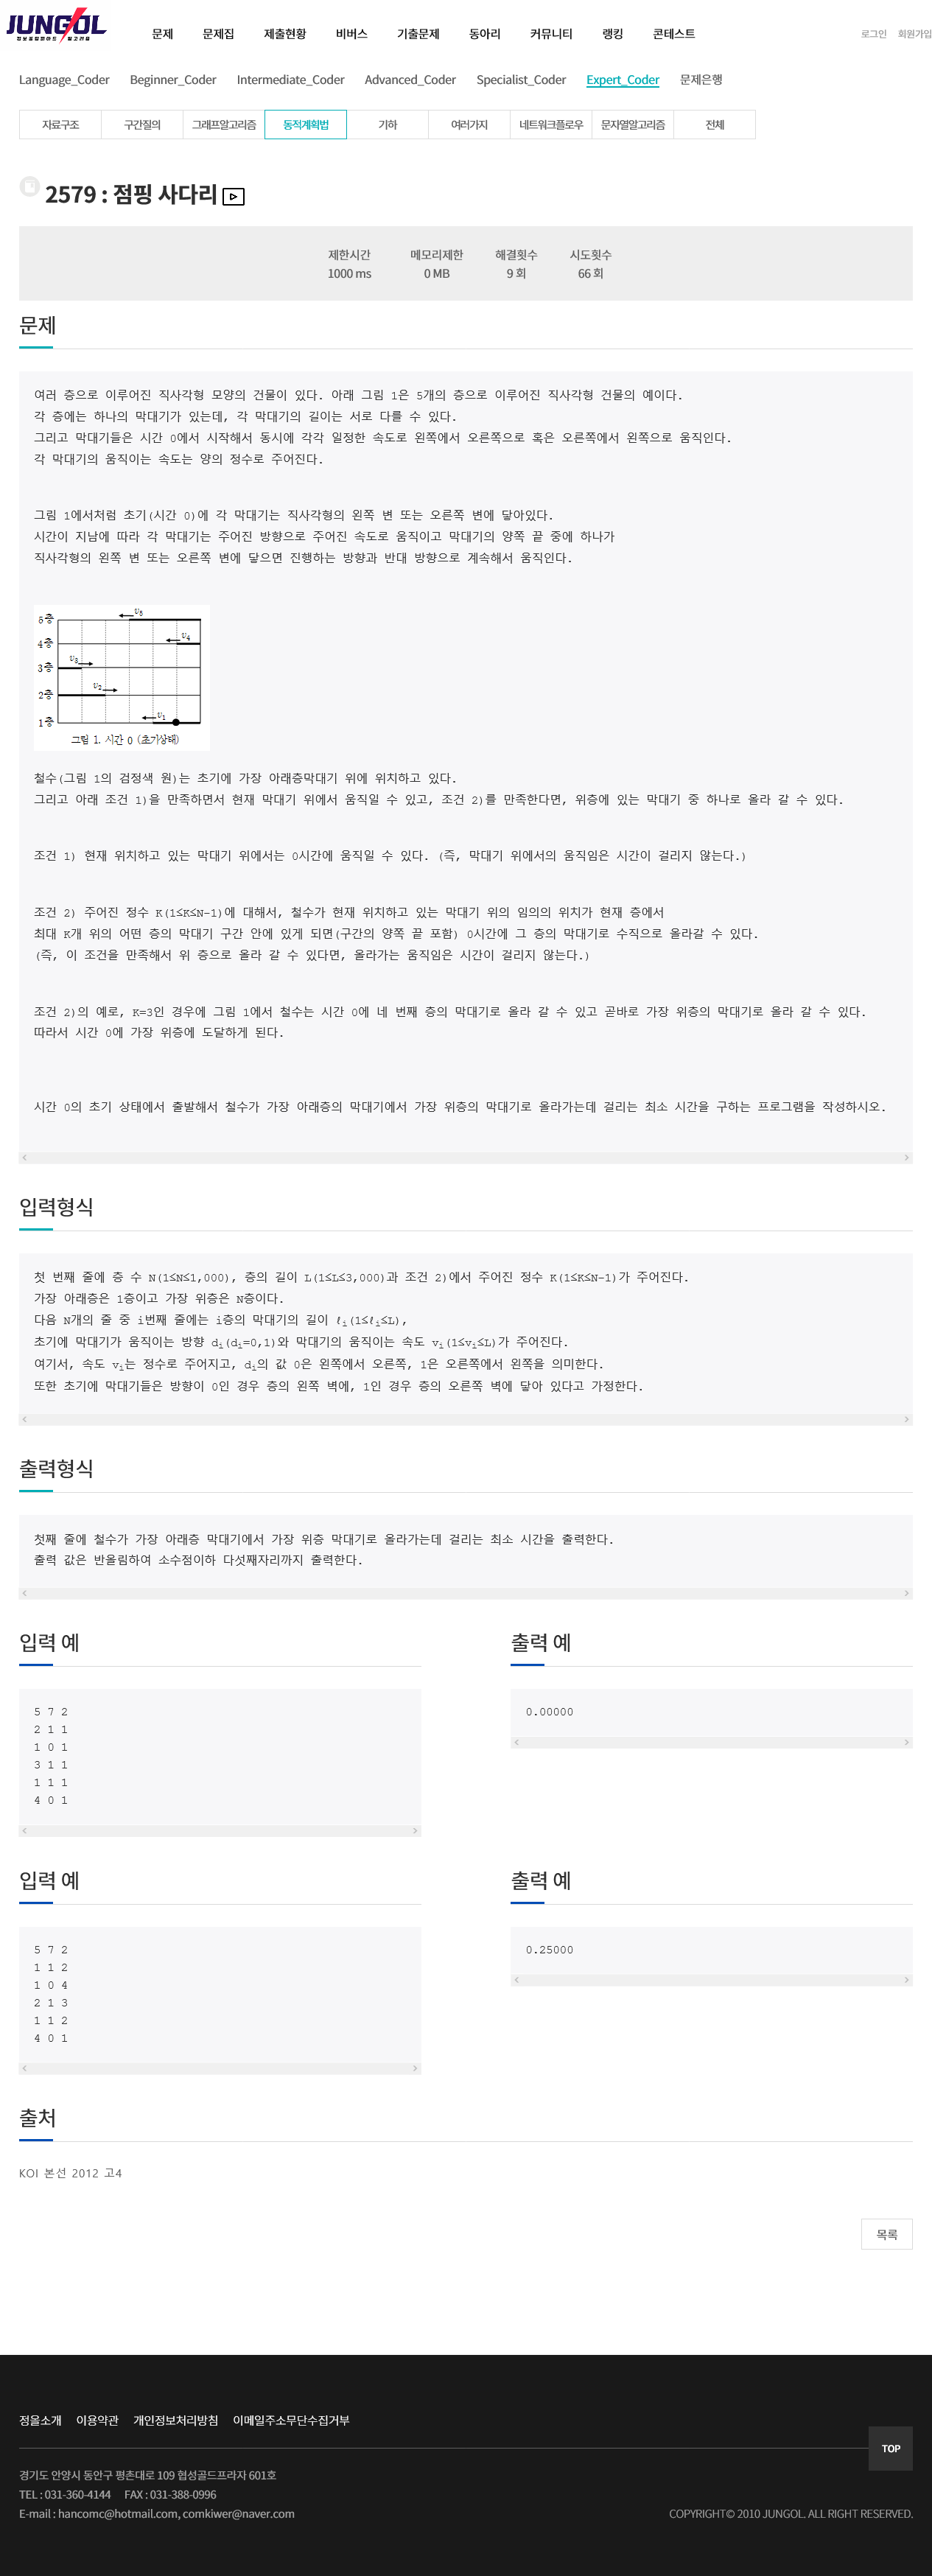 JUNGOL
정보올림피아드 알고리즘
문제 문제집 제출현황 비버스 기출문제 동아리 커뮤니티 랭킹 콘테스트
로그인 회원가입
Language_Coder Beginner_Coder Intermediate_Coder Advanced_Coder Specialist_Coder Expert_Coder 문제은행
자료구조 구간질의 그래프알고리즘 동적계획법 기하 여러가지 네트워크플로우 문자열알고리즘 전체
2579 : 점핑 사다리
제한시간 메모리제한 해결횟수 시도횟수
1000 ms 0 MB 9 회 66 회
문제
여러 층으로 이루어진 직사각형 모양의 건물이 있다. 아래 그림 1은 5개의 층으로 이루어진 직사각형 건물의 예이다.
각 층에는 하나의 막대기가 있는데, 각 막대기의 길이는 서로 다를 수 있다.
그리고 막대기들은 시간 0에서 시작해서 동시에 각각 일정한 속도로 왼쪽에서 오른쪽으로 혹은 오른쪽에서 왼쪽으로 움직인다.
각 막대기의 움직이는 속도는 양의 정수로 주어진다.
그림 1에서처럼 초기(시간 0)에 각 막대기는 직사각형의 왼쪽 변 또는 오른쪽 변에 닿아있다.
시간이 지남에 따라 각 막대기는 주어진 방향으로 주어진 속도로 움직이고 막대기의 양쪽 끝 중에 하나가
직사각형의 왼쪽 변 또는 오른쪽 변에 닿으면 진행하는 방향과 반대 방향으로 계속해서 움직인다.
5층 v5
4층 v4
3층 v3
2층 v2
1층 v1
그림 1. 시간 0 (초기상태)
철수(그림 1의 검정색 원)는 초기에 가장 아래층막대기 위에 위치하고 있다.
그리고 아래 조건 1)을 만족하면서 현재 막대기 위에서 움직일 수 있고, 조건 2)를 만족한다면, 위층에 있는 막대기 중 하나로 올라 갈 수 있다.
조건 1) 현재 위치하고 있는 막대기 위에서는 0시간에 움직일 수 있다. (즉, 막대기 위에서의 움직임은 시간이 걸리지 않는다.)
조건 2) 주어진 정수 K(1≤K≤N-1)에 대해서, 철수가 현재 위치하고 있는 막대기 위의 임의의 위치가 현재 층에서
최대 K개 위의 어떤 층의 막대기 구간 안에 있게 되면(구간의 양쪽 끝 포함) 0시간에 그 층의 막대기로 수직으로 올라갈 수 있다.
(즉, 이 조건을 만족해서 위 층으로 올라 갈 수 있다면, 올라가는 움직임은 시간이 걸리지 않는다.)
조건 2)의 예로, K=3인 경우에 그림 1에서 철수는 시간 0에 네 번째 층의 막대기로 올라 갈 수 있고 곧바로 가장 위층의 막대기로 올라 갈 수 있다.
따라서 시간 0에 가장 위층에 도달하게 된다.
시간 0의 초기 상태에서 출발해서 철수가 가장 아래층의 막대기에서 가장 위층의 막대기로 올라가는데 걸리는 최소 시간을 구하는 프로그램을 작성하시오.
입력형식
첫 번째 줄에 층 수 N(1≤N≤1,000), 층의 길이 L(1≤L≤3,000)과 조건 2)에서 주어진 정수 K(1≤K≤N-1)가 주어진다.
가장 아래층은 1층이고 가장 위층은 N층이다.
다음 N개의 줄 중 i번째 줄에는 i층의 막대기의 길이 ℓi(1≤ℓi≤L),
초기에 막대기가 움직이는 방향 di(di=0,1)와 막대기의 움직이는 속도 vi(1≤vi≤L)가 주어진다.
여기서, 속도 vi는 정수로 주어지고, di의 값 0은 왼쪽에서 오른쪽, 1은 오른쪽에서 왼쪽을 의미한다.
또한 초기에 막대기들은 방향이 0인 경우 층의 왼쪽 벽에, 1인 경우 층의 오른쪽 벽에 닿아 있다고 가정한다.
출력형식
첫째 줄에 철수가 가장 아래층 막대기에서 가장 위층 막대기로 올라가는데 걸리는 최소 시간을 출력한다.
출력 값은 반올림하여 소수점이하 다섯째자리까지 출력한다.
입력 예
5 7 2
2 1 1
1 0 1
3 1 1
1 1 1
4 0 1
출력 예
0.00000
입력 예
5 7 2
1 1 2
1 0 4
2 1 3
1 1 2
4 0 1
출력 예
0.25000
출처
KOI 본선 2012 고4
목록
정올소개 이용약관 개인정보처리방침 이메일주소무단수집거부
TOP
경기도 안양시 동안구 평촌대로 109 협성골드프라자 601호
TEL : 031-360-4144 FAX : 031-388-0996
E-mail : hancomc@hotmail.com, comkiwer@naver.com
COPYRIGHT© 2010 JUNGOL. ALL RIGHT RESERVED.